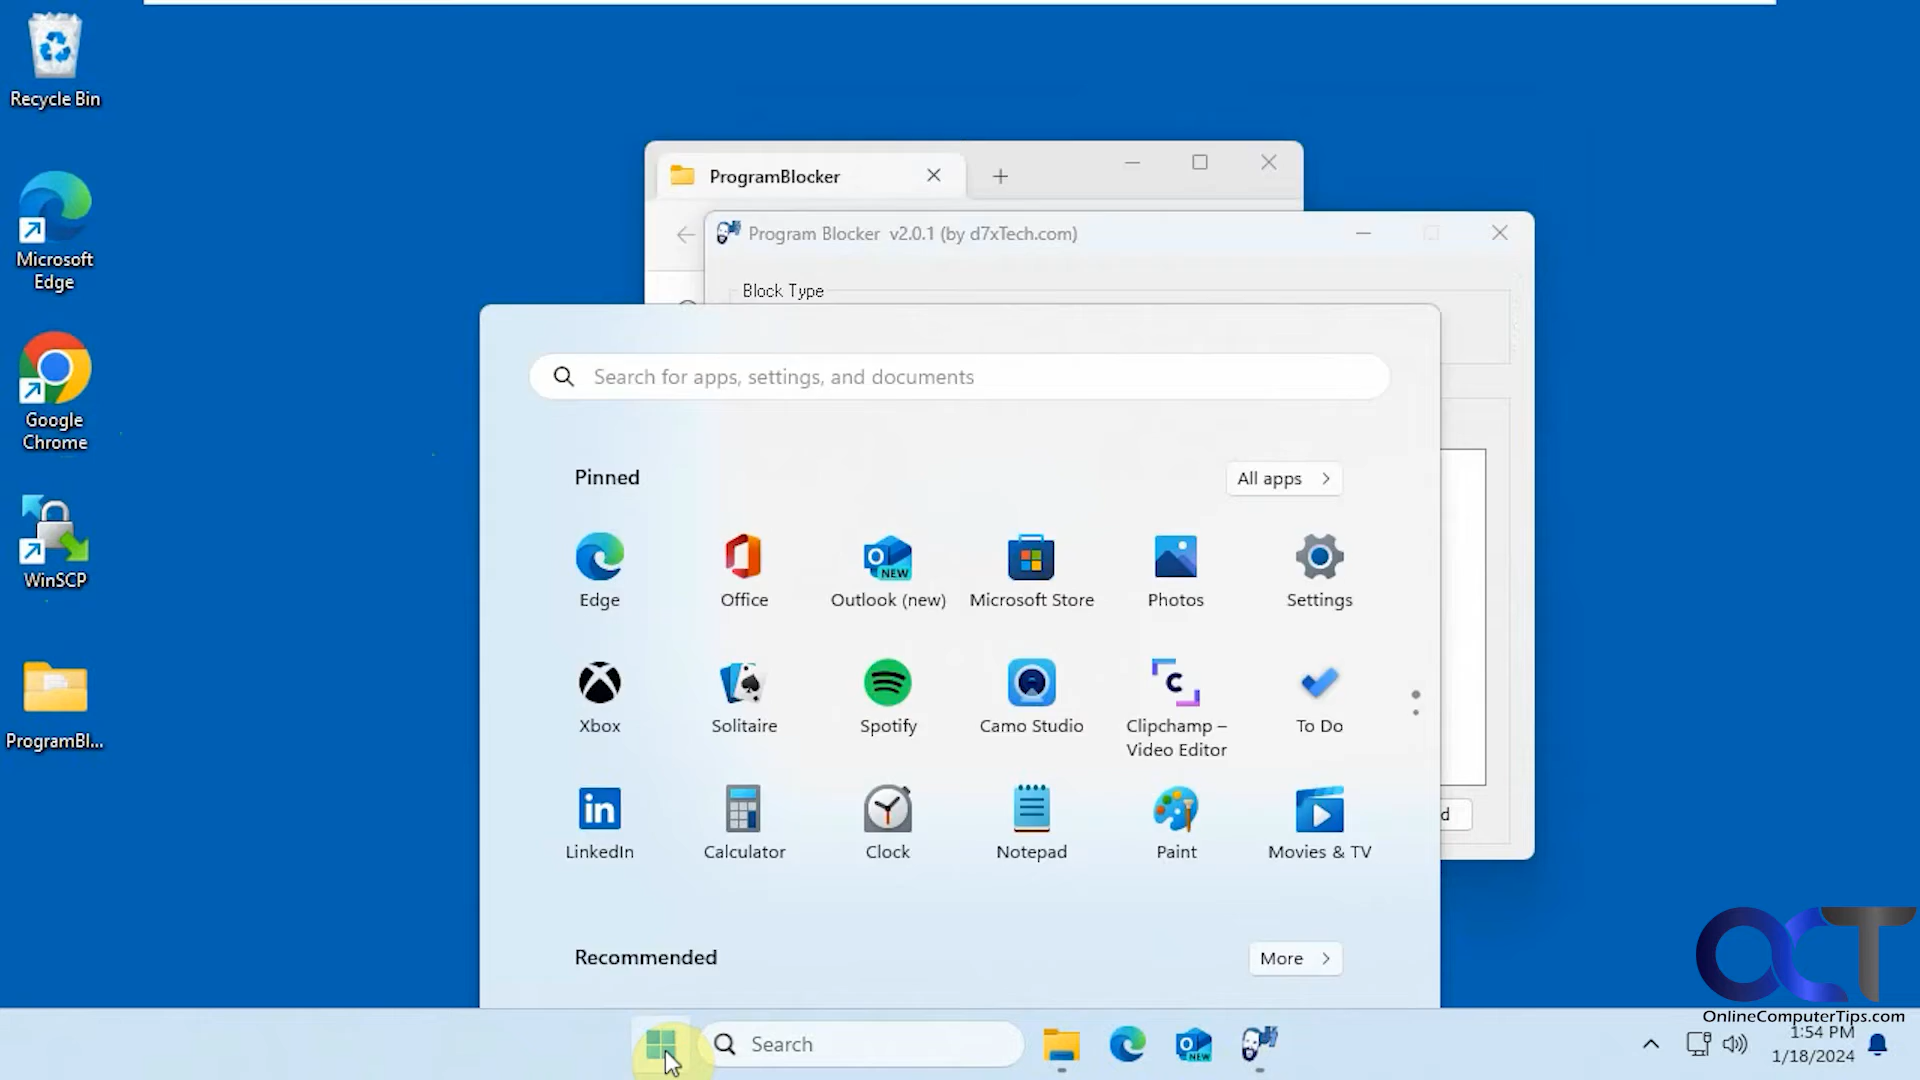 Recycle Bin
Microsoft
Edge
Google
Chrome
WinSCP
ProgramBl...
ProgramBlocker
Program Blocker v2.0.1 (by d7xTech.com)
Block Type
Search for apps, settings, and documents
Pinned
All apps
Edge
Office
NEW
Outlook (new)
Microsoft Store
Photos
Settings
Xbox
Solitaire
Spotify
Camo Studio
Clipchamp –
Video Editor
To Do
LinkedIn
Calculator
Clock
Notepad
Paint
Movies & TV
d
Recommended
More
Search
NEW
OCT
OnlineComputerTips.com
1:54 PM
1/18/2024